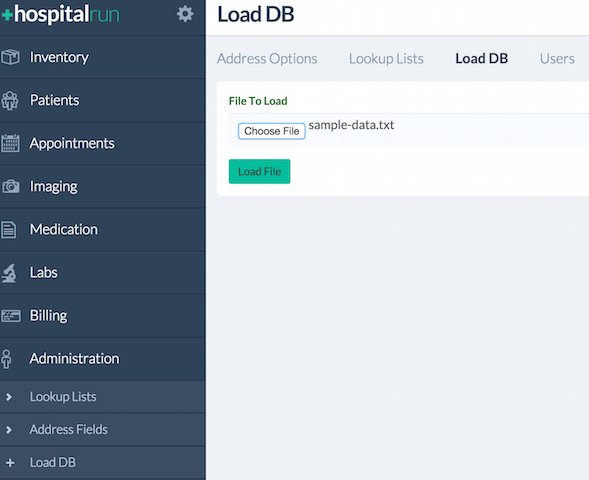 hospitalrun
Inventory
Patients
Appointments
Imaging
Medication
Labs
Billing
Administration
Lookup Lists
Address Fields
Load DB
Load DB
Address Options Lookup Lists Load DB Users
File To Load
Choose File sample-data.txt
Load File